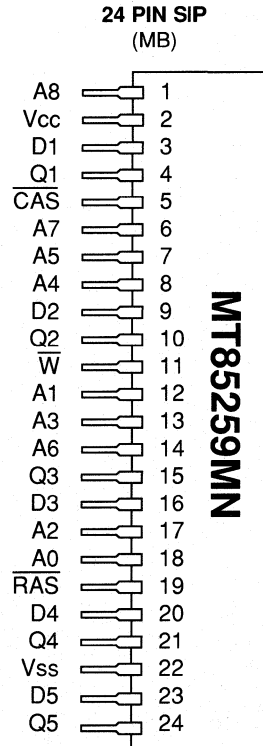 24 PIN SIP
(MB)
A8 1
Vcc 2
D1 3
Q1 4
C̅A̅S̅ 5
A7 6
A5 7
A4 8
D2 9
Q2 10
W̅ 11
A1 12
A3 13
A6 14
Q3 15
D3 16
A2 17
A0 18
R̅A̅S̅ 19
D4 20
Q4 21
Vss 22
D5 23
Q5 24
MT85259MN